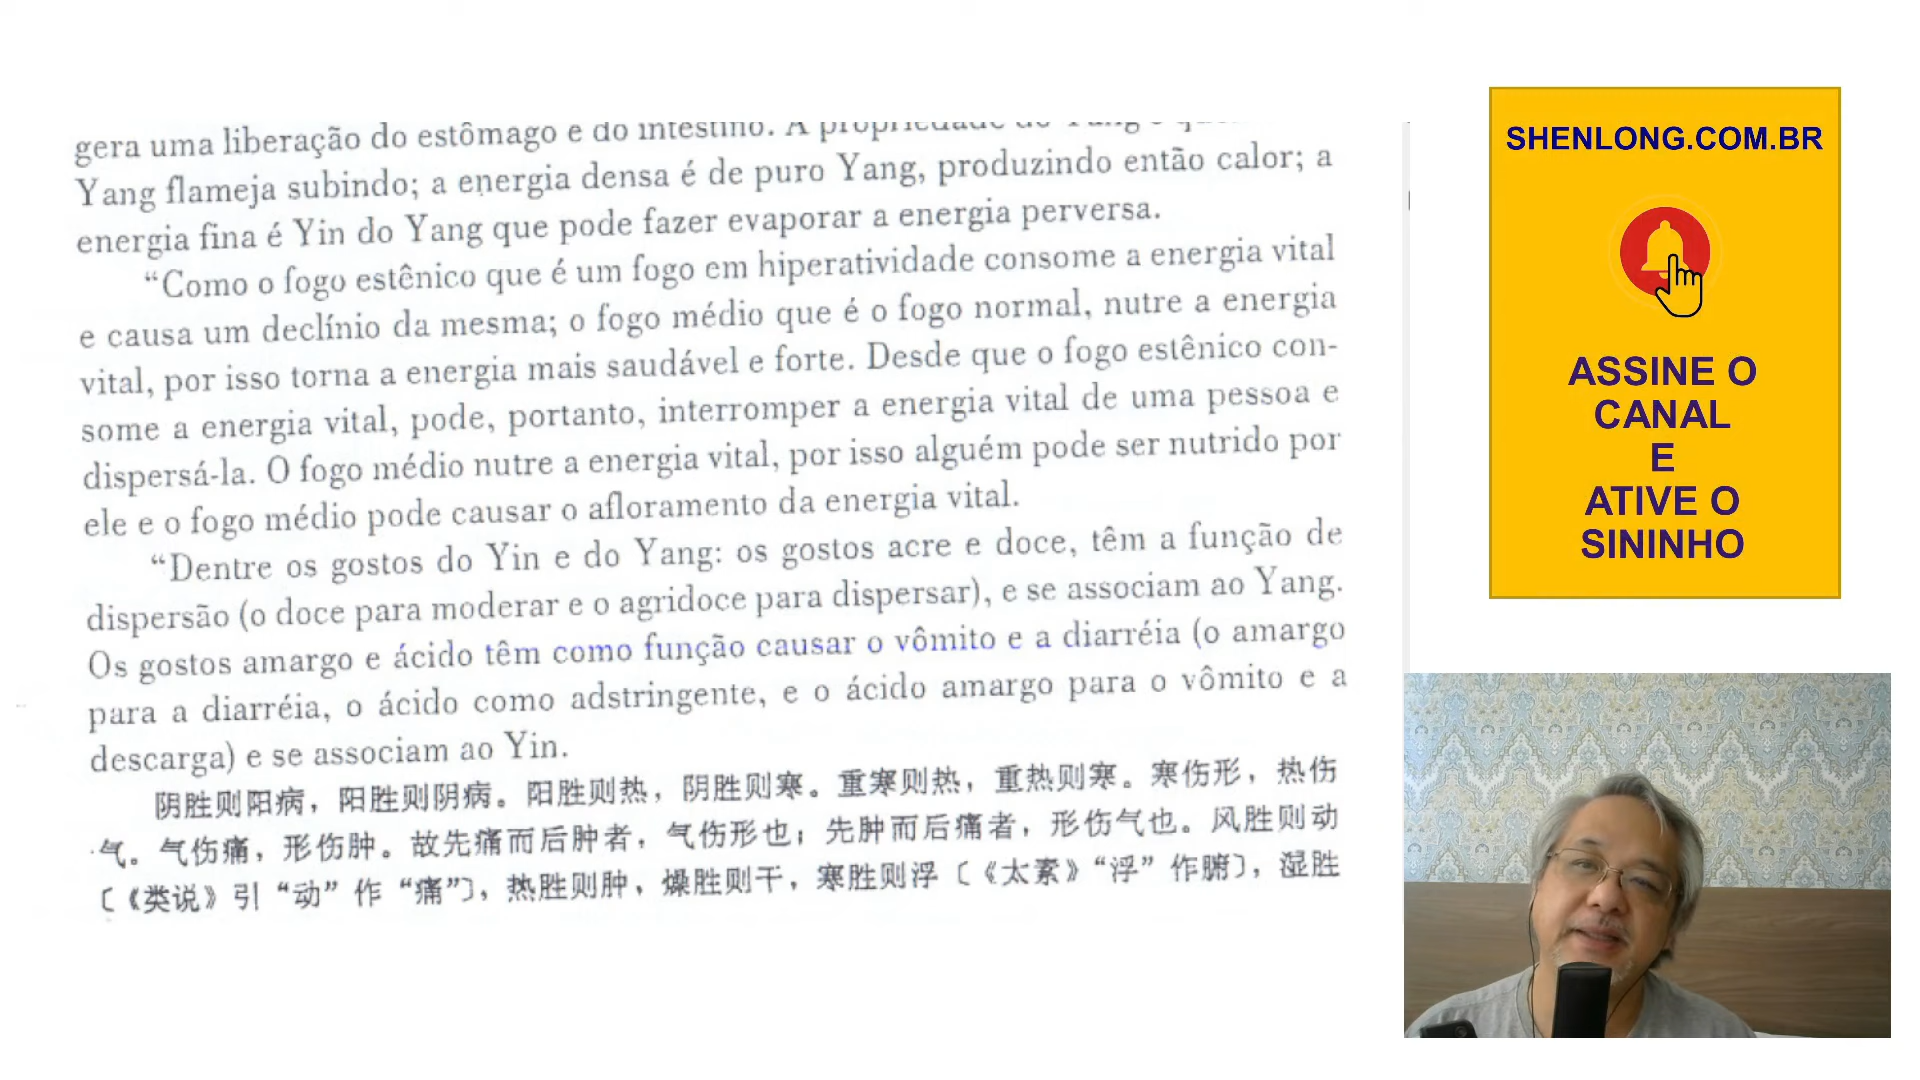 gera uma liberação do estômago e do intestino. A propriedade do Yang é
Yang flameja subindo; a energia densa é de puro Yang, produzindo então calor; a
energia fina é Yin do Yang que pode fazer evaporar a energia perversa.
“Como o fogo estênico que é um fogo em hiperatividade consome a energia vital
e causa um declínio da mesma; o fogo médio que é o fogo normal, nutre a energia
vital, por isso torna a energia mais saudável e forte. Desde que o fogo estênico con-
some a energia vital, pode, portanto, interromper a energia vital de uma pessoa e
dispersá-la. O fogo médio nutre a energia vital, por isso alguém pode ser nutrido por
ele e o fogo médio pode causar o afloramento da energia vital.
“Dentre os gostos do Yin e do Yang: os gostos acre e doce, têm a função de
dispersão (o doce para moderar e o agridoce para dispersar), e se associam ao Yang.
Os gostos amargo e ácido têm como função causar o vômito e a diarréia (o amargo
para a diarréia, o ácido como adstringente, e o ácido amargo para o vômito e a
descarga) e se associam ao Yin.
阴胜则阳病，阳胜则阴病。阳胜则热，阴胜则寒。重寒则热，重热则寒。寒伤形，热伤
气。气伤痛，形伤肿。故先痛而后肿者，气伤形也；先肿而后痛者，形伤气也。风胜则动
〔《类说》引“动”作“痛”〕，热胜则肿，燥胜则干，寒胜则浮〔《太素》“浮”作腑〕，湿胜
SHENLONG.COM.BR
ASSINE O
CANAL
E
ATIVE O
SININHO